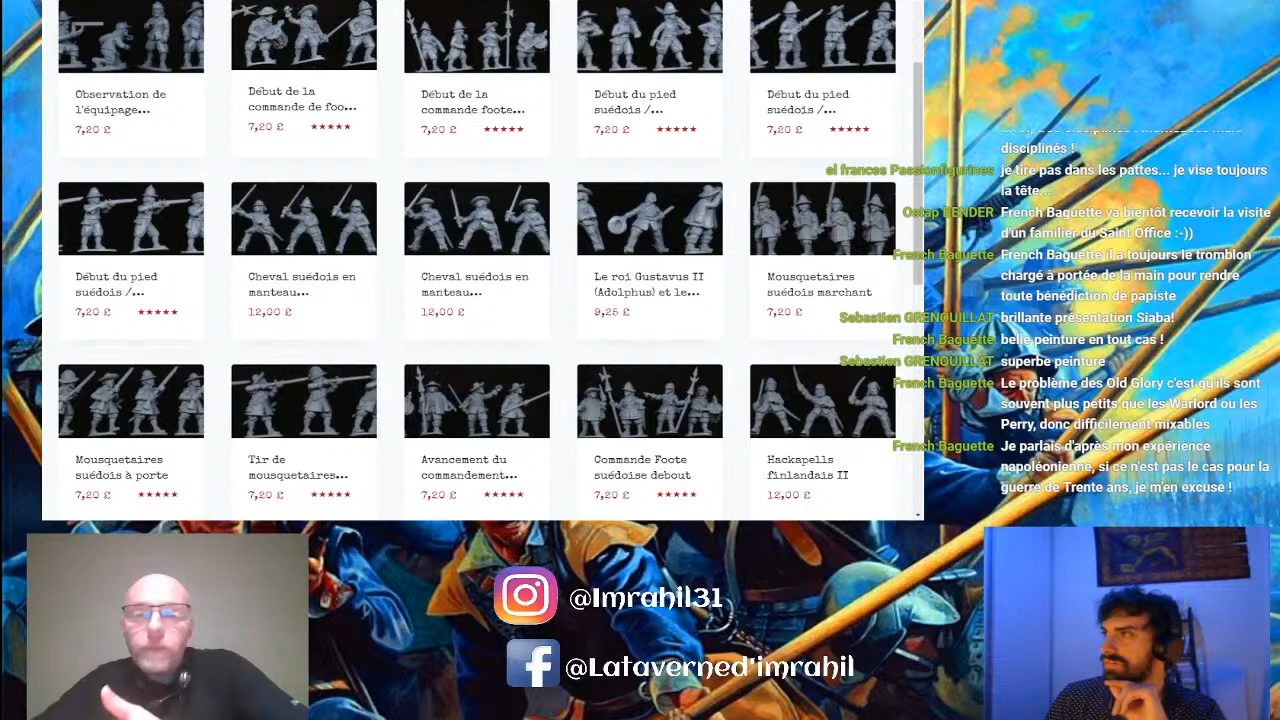 Observation de
l'équipage...
7,20 £
Début de la
commande de foo...
7,20 £ ★★★★★
Début de la
commande foote...
7,20 £ ★★★★★
Début du pied
suédois /...
7,20 £ ★★★★★
Début du pied
suédois /...
7,20 £ ★★★★★
Début du pied
suédois /...
7,20 £ ★★★★★
Cheval suédois en
manteau...
12,00 £
Cheval suédois en
manteau...
12,00 £
Le roi Gustavus II
(Adolphus) et le...
9,25 £
Mousquetaires
suédois marchant
7,20 £
Mousquetaires
suédois à porte
7,20 £ ★★★★★
Tir de
mousquetaires...
7,20 £ ★★★★★
Avancement du
commandement...
7,20 £ ★★★★★
Commande Foote
suédoise debout
7,20 £ ★★★★★
Hackapells
finlandais II
12,00 £
disciplinés !
el frances Passionfigurines je tire pas dans les pattes... je vise toujours
la tête...
Ostap BENDER French Baguette va bientôt recevoir la visite
d'un familier du Saint Office :-))
French Baguette il a toujours le tromblon
chargé à portée de la main pour rendre
toute bénédiction de papiste
Sebastien GRENOUILLAT brillante présentation Siaba!
French Baguette belle peinture en tout cas !
Sebastien GRENOUILLAT superbe peinture
French Baguette Le problème des Old Glory c'est qu'ils sont
souvent plus petits que les Warlord ou les
Perry, donc difficilement mixables
French Baguette Je parlais d'après mon expérience
napoléonienne, si ce n'est pas le cas pour la
guerre de Trente ans, je m'en excuse !
@Imrahil31
@Lataverned'imrahil